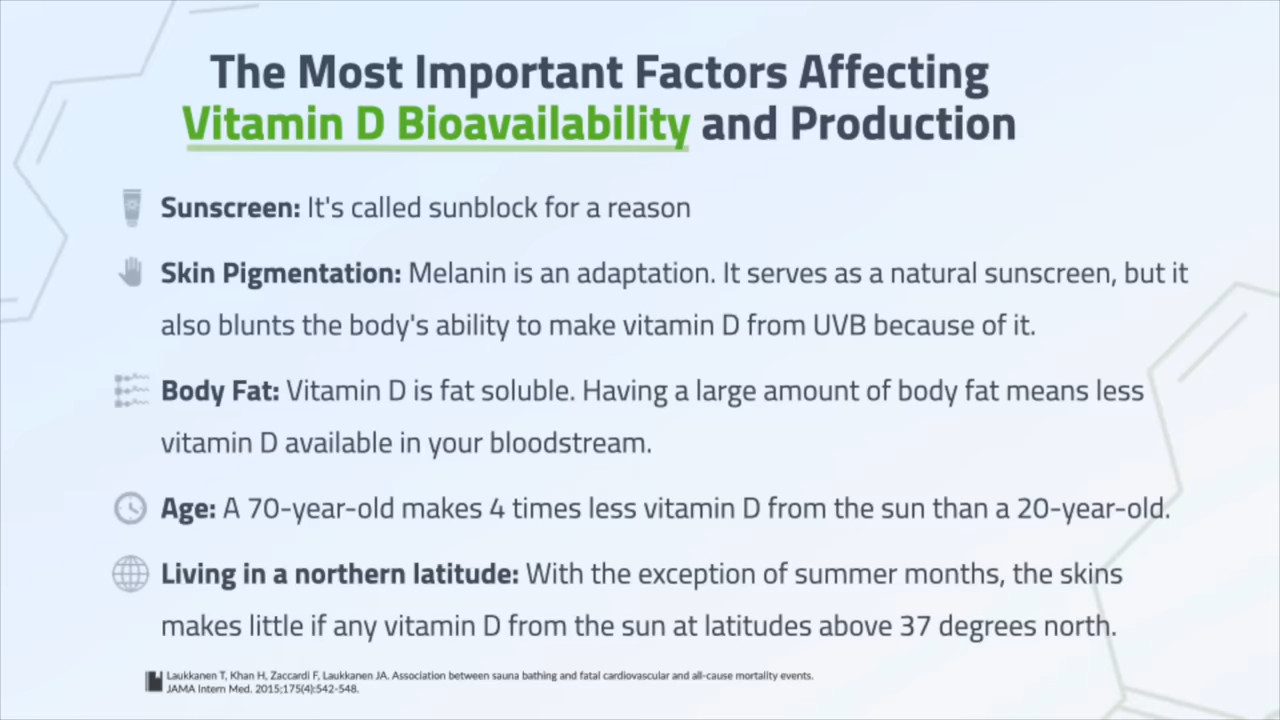 The Most Important Factors Affecting
Vitamin D Bioavailability and Production
Sunscreen: It's called sunblock for a reason
Skin Pigmentation: Melanin is an adaptation. It serves as a natural sunscreen, but it
also blunts the body's ability to make vitamin D from UVB because of it.
Body Fat: Vitamin D is fat soluble. Having a large amount of body fat means less
vitamin D available in your bloodstream.
Age: A 70-year-old makes 4 times less vitamin D from the sun than a 20-year-old.
Living in a northern latitude: With the exception of summer months, the skins
makes little if any vitamin D from the sun at latitudes above 37 degrees north.
Laukkanen T, Khan H, Zaccardi F, Laukkanen JA. Association between sauna bathing and fatal cardiovascular and all-cause mortality events.
JAMA Intern Med. 2015;175(4):542-548.